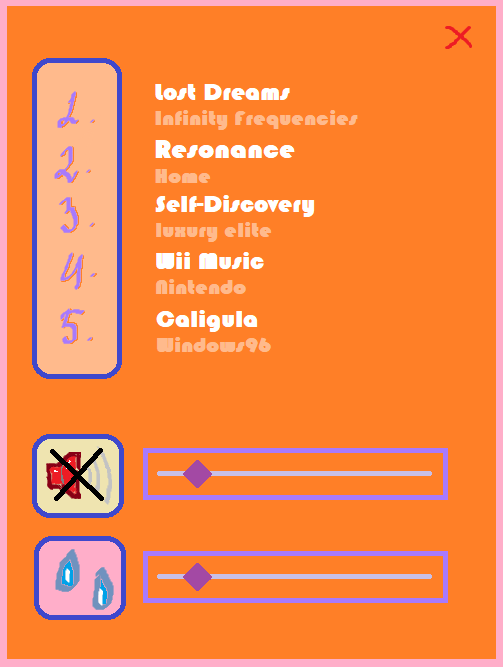 1.
Lost Dreams
Infinity Frequencies
2.
Resonance
Home
3.
Self-Discovery
luxury elite
4.
Wii Music
Nintendo
5.
Caligula
Windows96